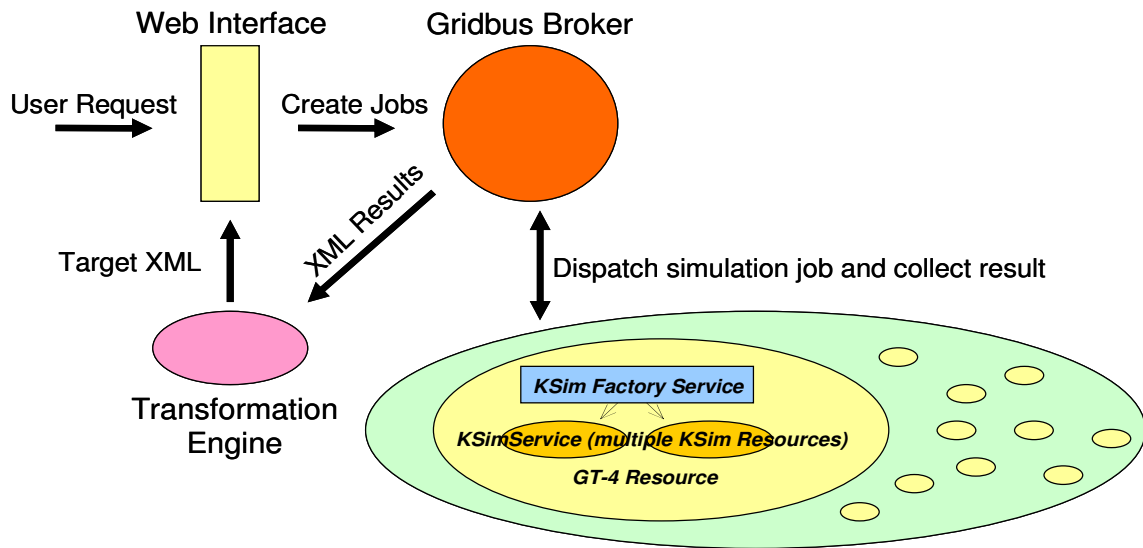 Web Interface
Gridbus Broker
User Request
Create Jobs
XML Results
Target XML
Dispatch simulation job and collect result
Transformation
Engine
KSim Factory Service
KSimService (multiple KSim Resources)
GT-4 Resource